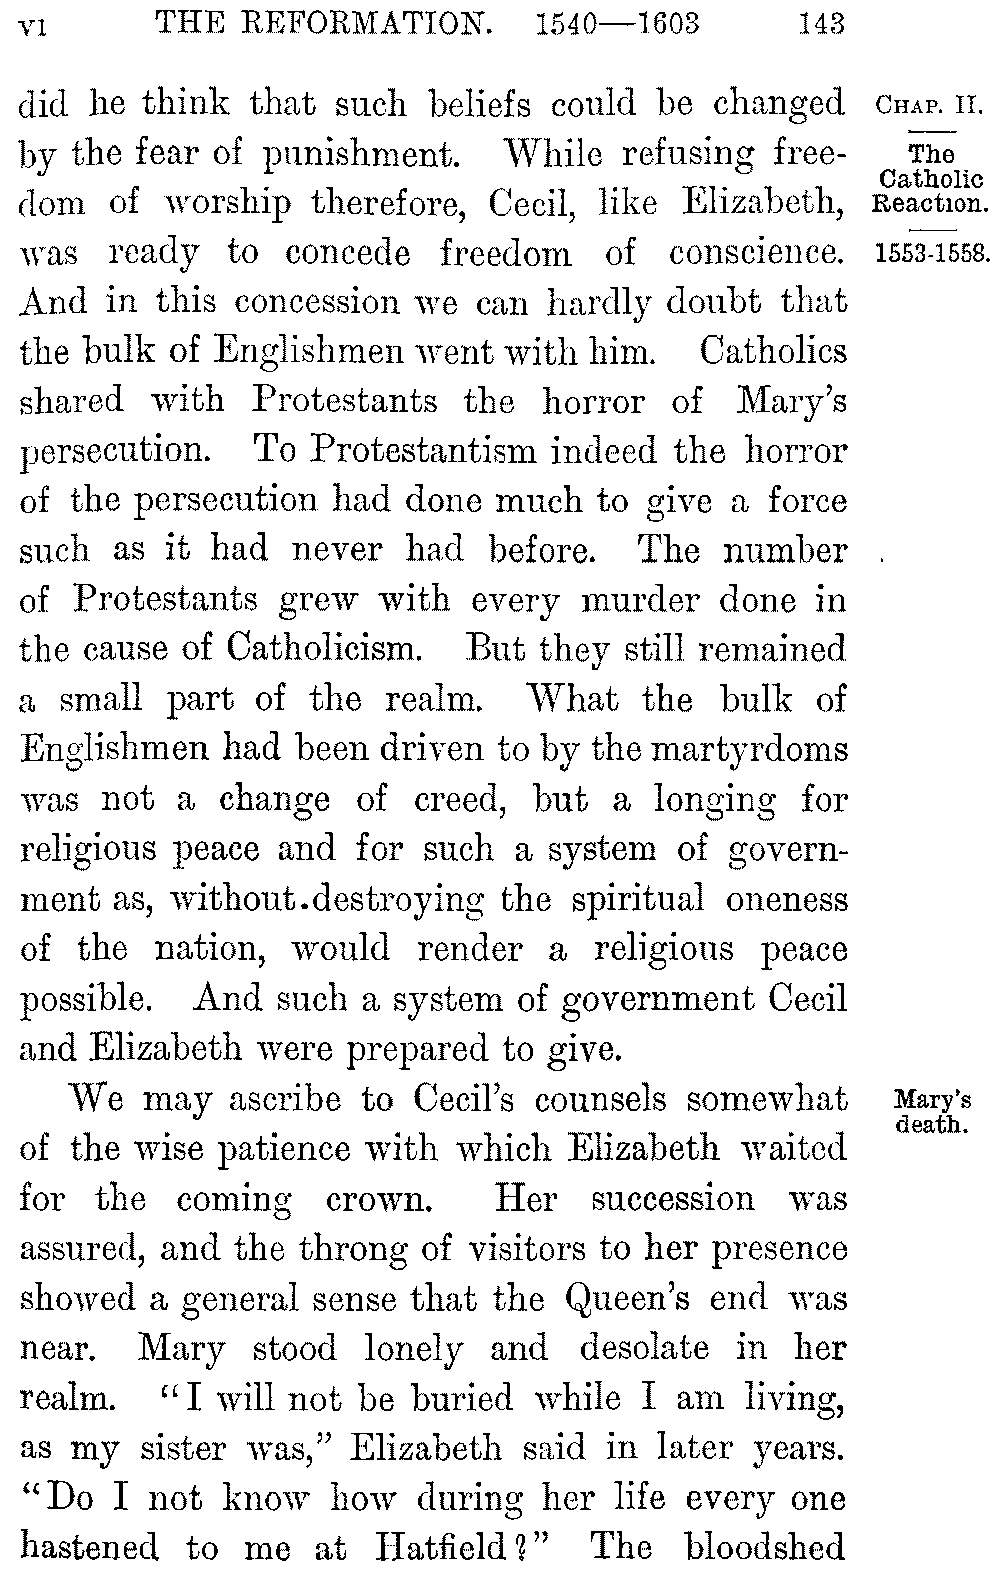 VI THE REFORMATION. 1540—1603 143
did he think that such beliefs could be changed
by the fear of punishment. While refusing free-
dom of worship therefore, Cecil, like Elizabeth,
was ready to concede freedom of conscience.
And in this concession we can hardly doubt that
the bulk of Englishmen went with him. Catholics
shared with Protestants the horror of Mary's
persecution. To Protestantism indeed the horror
of the persecution had done much to give a force
such as it had never had before. The number
of Protestants grew with every murder done in
the cause of Catholicism. But they still remained
a small part of the realm. What the bulk of
Englishmen had been driven to by the martyrdoms
was not a change of creed, but a longing for
religious peace and for such a system of govern-
ment as, without destroying the spiritual oneness
of the nation, would render a religious peace
possible. And such a system of government Cecil
and Elizabeth were prepared to give.
We may ascribe to Cecil's counsels somewhat
of the wise patience with which Elizabeth waited
for the coming crown. Her succession was
assured, and the throng of visitors to her presence
showed a general sense that the Queen's end was
near. Mary stood lonely and desolate in her
realm. "I will not be buried while I am living,
as my sister was," Elizabeth said in later years.
"Do I not know how during her life every one
hastened to me at Hatfield?" The bloodshed
CHAP. II.
The
Catholic
Reaction.
1553-1558.
Mary's
death.